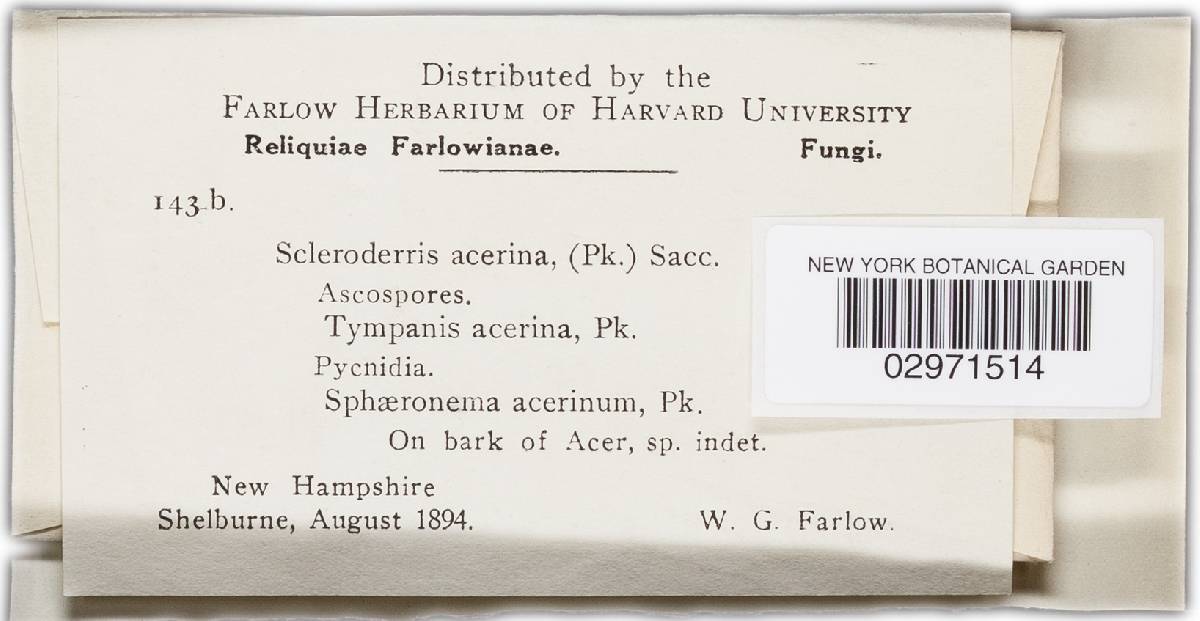 Distributed by the
FARLOW HERBARIUM OF HARVARD UNIVERSITY
Reliquiae Farlowianae. Fungi.
143 b.
Scleroderris acerina, (Pk.) Sacc.
Ascospores.
Tympanis acerina, Pk.
Pycnidia.
Sphæronema acerinum, Pk.
On bark of Acer, sp. indet.
New Hampshire
Shelburne, August 1894. W. G. Farlow.
NEW YORK BOTANICAL GARDEN
02971514